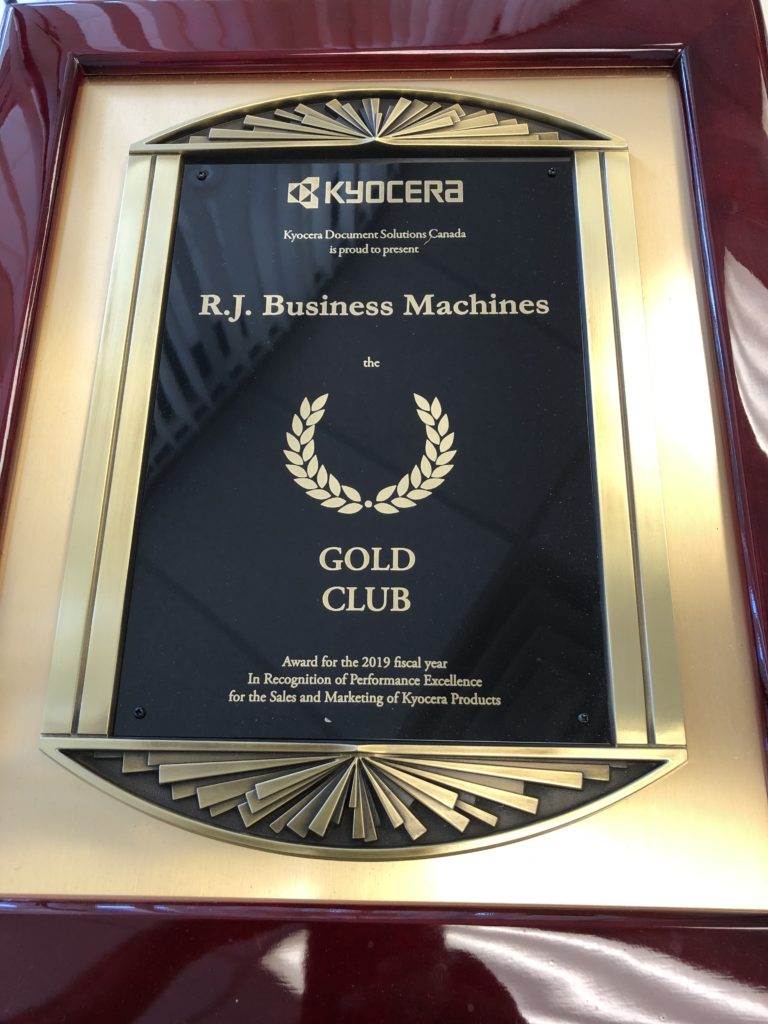 KYOCERA
Kyocera Document Solutions Canada
is proud to present
R.J. Business Machines
the
GOLD
CLUB
Award for the 2019 fiscal year
In Recognition of Performance Excellence
for the Sales and Marketing of Kyocera Products